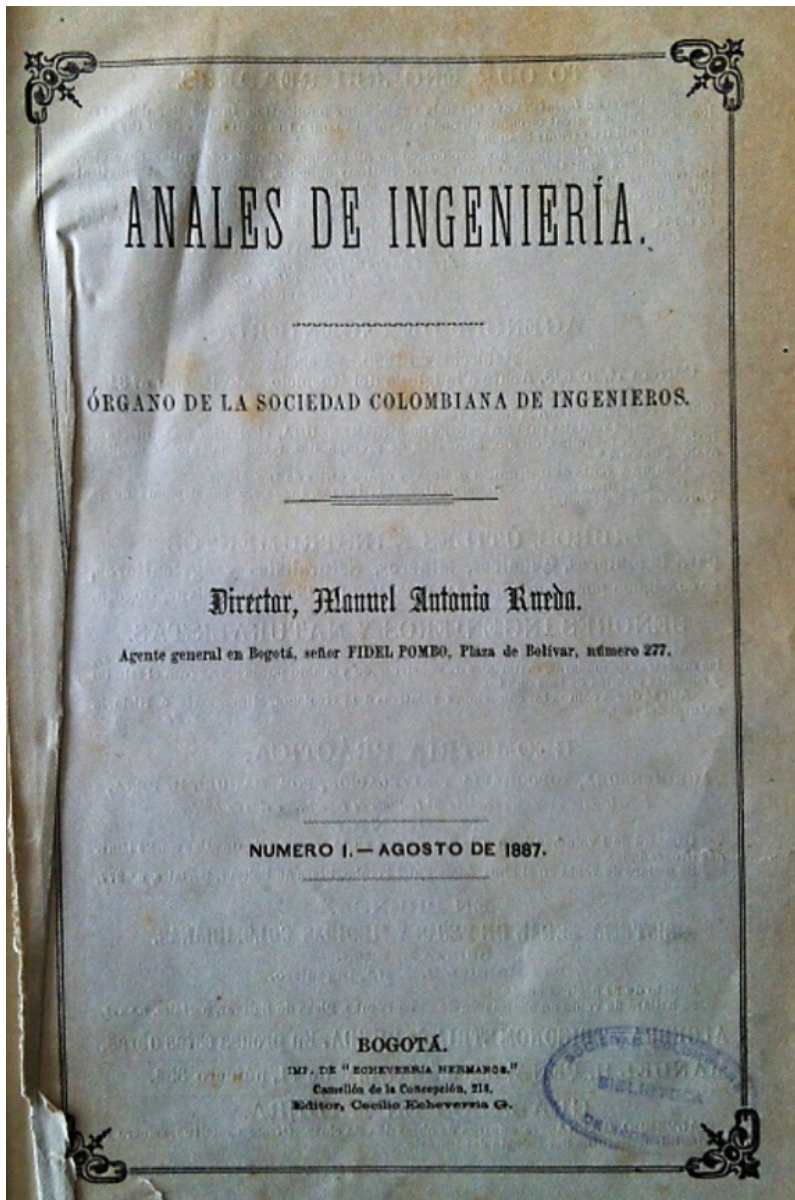 ANALES DE INGENIERÍA.
ÓRGANO DE LA SOCIEDAD COLOMBIANA DE INGENIEROS.
Director, Manuel Antonio Rueda.
Agente general en Bogotá, señor FIDEL POMBO, Plaza de Bolívar, número 277.
NUMERO 1.—AGOSTO DE 1887.
BOGOTÁ.
IMP. DE "ECHEVERRÍA HERMANOS."
Camellón de la Concepción, 214.
Editor, Cecilio Echeverría G.
BIBLIOTECA